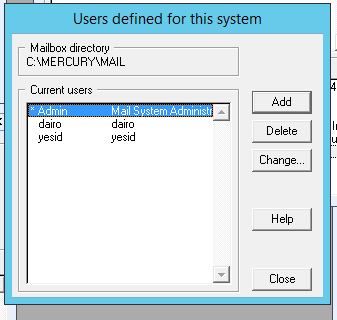 Users defined for this system
Mailbox directory
C:\MERCURY\MAIL
Current users
* Admin Mail System Administr
dairo dairo
yesid yesid
Add
Delete
Change...
Help
Close